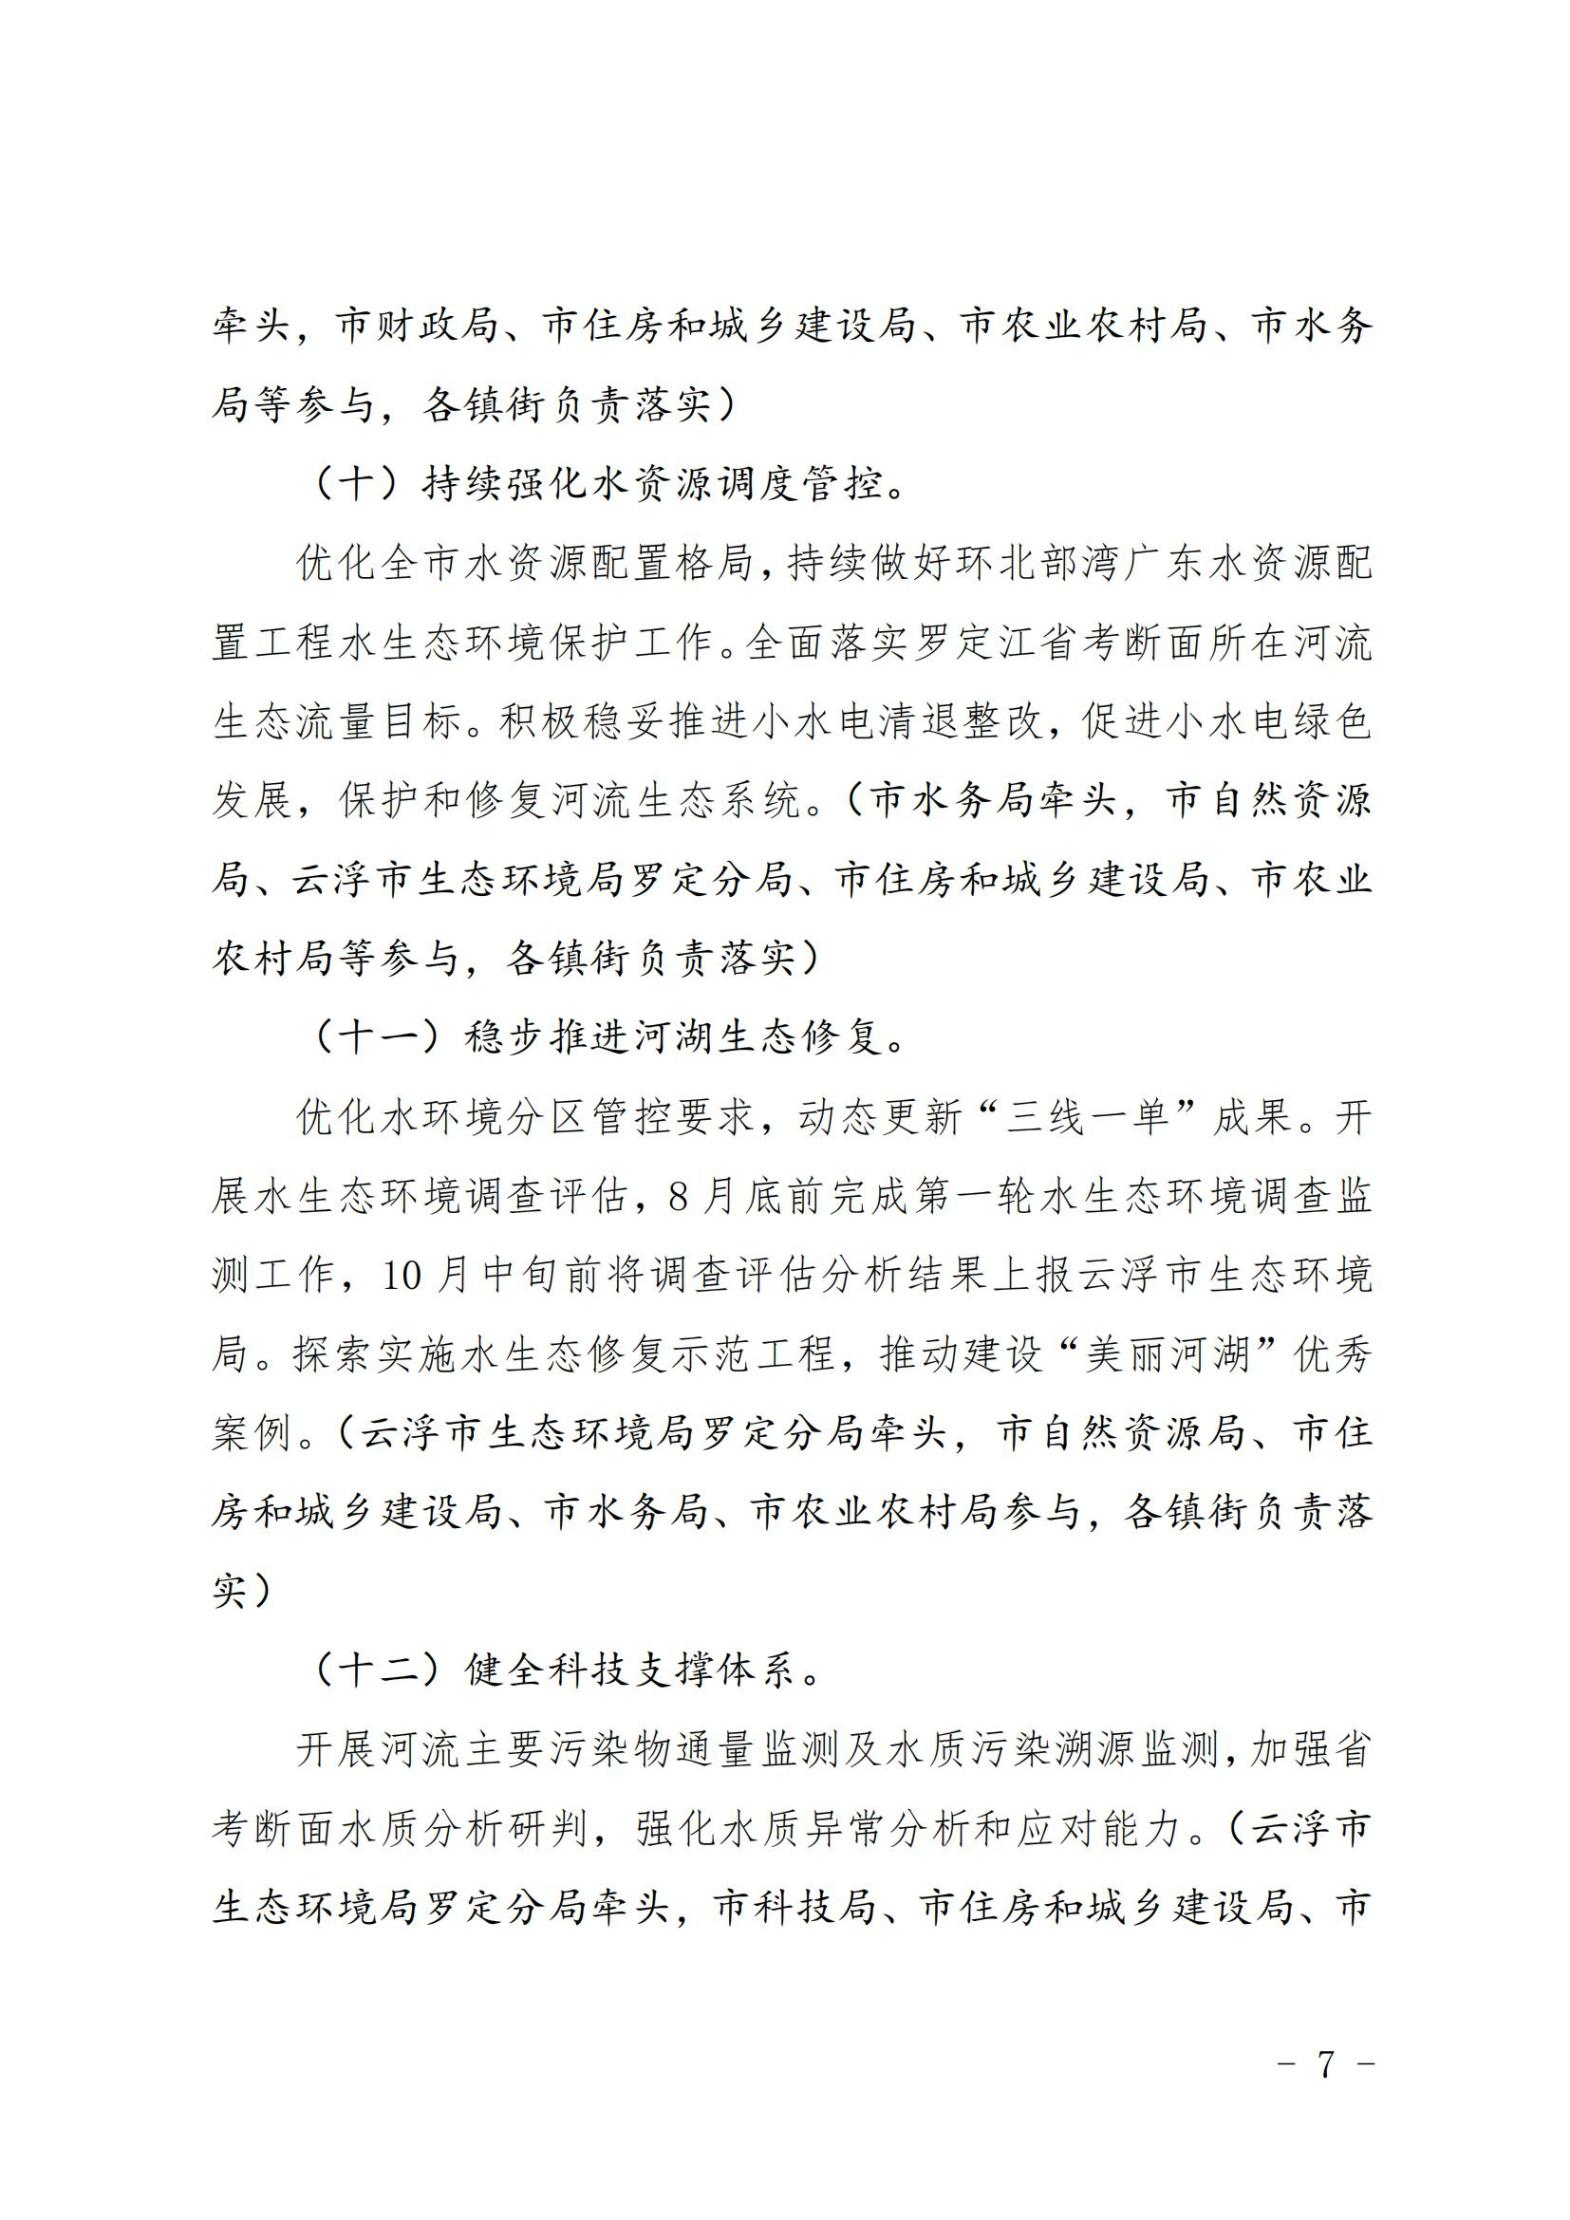 牵头，市财政局、市住房和城乡建设局、市农业农村局、市水务
局等参与，各镇街负责落实）
（十）持续强化水资源调度管控。
优化全市水资源配置格局，持续做好环北部湾广东水资源配
置工程水生态环境保护工作。全面落实罗定江省考断面所在河流
生态流量目标。积极稳妥推进小水电清退整改，促进小水电绿色
发展，保护和修复河流生态系统。（市水务局牵头，市自然资源
局、云浮市生态环境局罗定分局、市住房和城乡建设局、市农业
农村局等参与，各镇街负责落实）
（十一）稳步推进河湖生态修复。
优化水环境分区管控要求，动态更新“三线一单”成果。开
展水生态环境调查评估，8 月底前完成第一轮水生态环境调查监
测工作，10 月中旬前将调查评估分析结果上报云浮市生态环境
局。探索实施水生态修复示范工程，推动建设“美丽河湖”优秀
案例。（云浮市生态环境局罗定分局牵头，市自然资源局、市住
房和城乡建设局、市水务局、市农业农村局参与，各镇街负责落
实）
（十二）健全科技支撑体系。
开展河流主要污染物通量监测及水质污染溯源监测，加强省
考断面水质分析研判，强化水质异常分析和应对能力。（云浮市
生态环境局罗定分局牵头，市科技局、市住房和城乡建设局、市
- 7 -